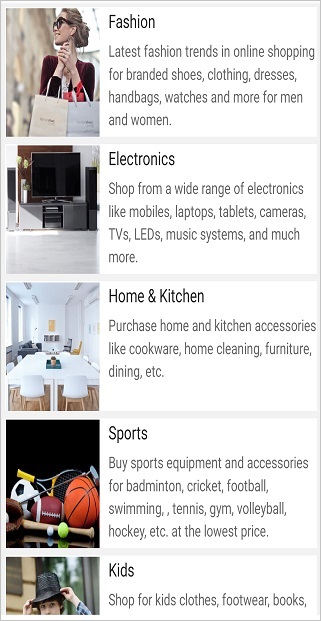 Fashion
Latest fashion trends in online shopping
for branded shoes, clothing, dresses,
handbags, watches and more for men
and women.
Electronics
Shop from a wide range of electronics
like mobiles, laptops, tablets, cameras,
TVs, LEDs, music systems, and much
more.
Home & Kitchen
Purchase home and kitchen accessories
like cookware, home cleaning, furniture,
dining, etc.
Sports
Buy sports equipment and accessories
for badminton, cricket, football,
swimming, , tennis, gym, volleyball,
hockey, etc. at the lowest price.
Kids
Shop for kids clothes, footwear, books,